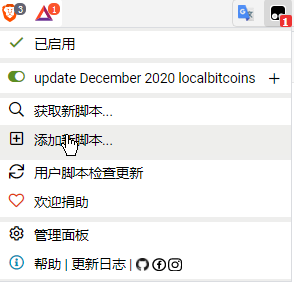 3 1 1
已启用
update December 2020 localbitcoins
获取新脚本...
添加新脚本...
用户脚本检查更新
欢迎捐助
管理面板
帮助 | 更新日志 |